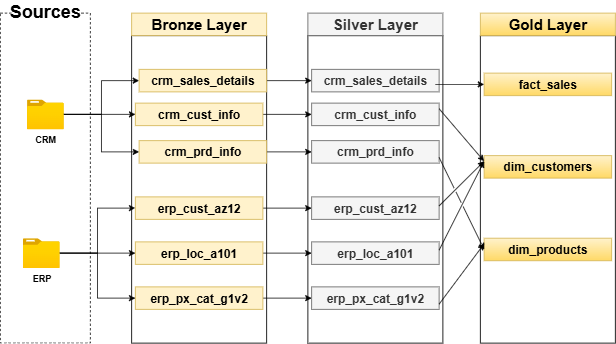 Sources
Bronze Layer
Silver Layer
Gold Layer
crm_sales_details
crm_sales_details
fact_sales
crm_cust_info
crm_cust_info
CRM
crm_prd_info
crm_prd_info
dim_customers
erp_cust_az12
erp_cust_az12
erp_loc_a101
erp_loc_a101
dim_products
ERP
erp_px_cat_g1v2
erp_px_cat_g1v2